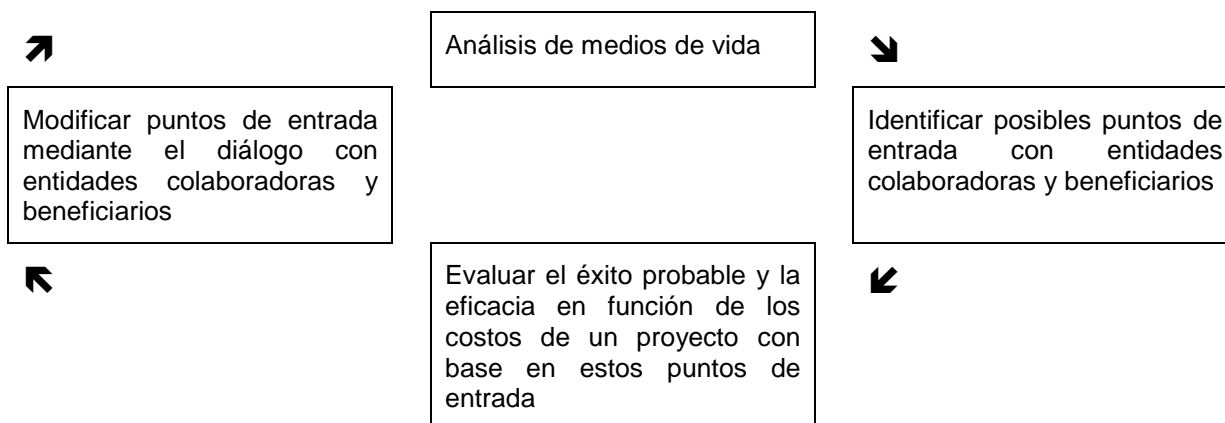 Análisis de medios de vida
Modificar puntos de entrada
mediante el diálogo con
entidades colaboradoras y
beneficiarios
Identificar posibles puntos de
entrada con entidades
colaboradoras y beneficiarios
Evaluar el éxito probable y la
eficacia en función de los
costos de un proyecto con
base en estos puntos de
entrada